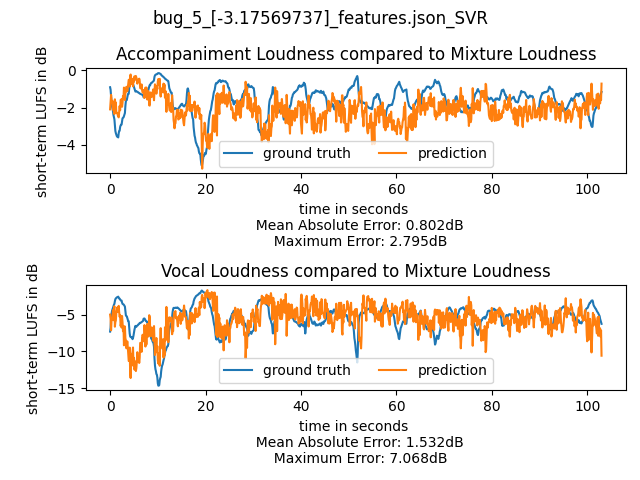 bug_5_[-3.17569737]_features.json_SVR
Accompaniment Loudness compared to Mixture Loudness
short-term LUFS in dB
0
−2
−4
ground truth prediction
0 20 40 60 80 100
time in seconds
Mean Absolute Error: 0.802dB
Maximum Error: 2.795dB
Vocal Loudness compared to Mixture Loudness
short-term LUFS in dB
−5
−10
−15
ground truth prediction
0 20 40 60 80 100
time in seconds
Mean Absolute Error: 1.532dB
Maximum Error: 7.068dB